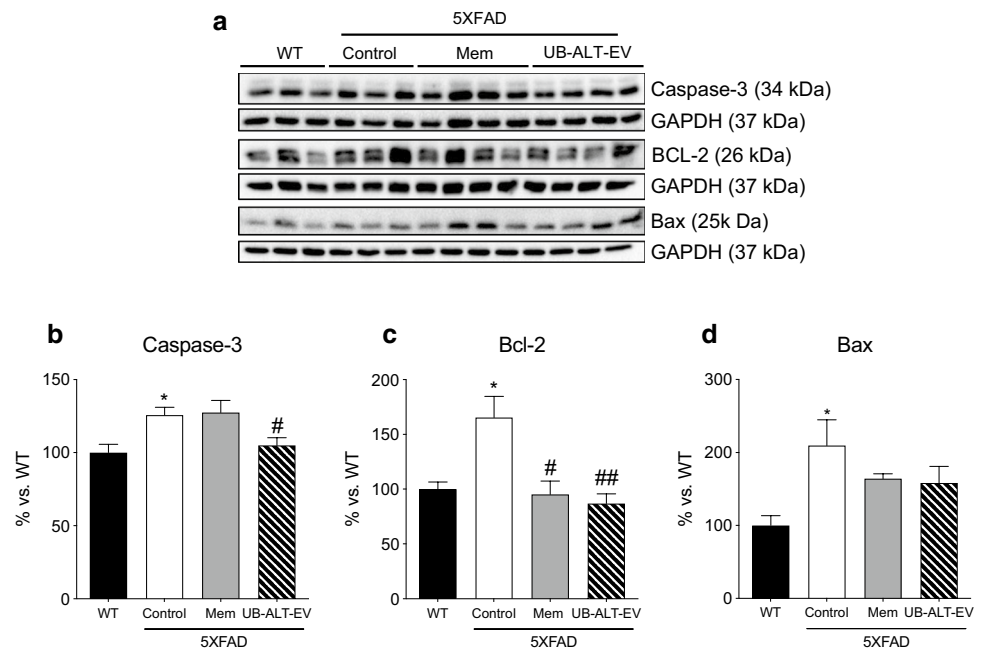 a
5XFAD
WT Control Mem UB-ALT-EV
Caspase-3 (34 kDa)
GAPDH (37 kDa)
BCL-2 (26 kDa)
GAPDH (37 kDa)
Bax (25k Da)
GAPDH (37 kDa)
b
Caspase-3
% vs. WT
150
100
50
0
*
#
WT Control Mem UB-ALT-EV
5XFAD
c
Bcl-2
% vs. WT
200
150
100
50
0
*
#
##
WT Control Mem UB-ALT-EV
5XFAD
d
Bax
% vs. WT
300
200
100
0
*
WT Control Mem UB-ALT-EV
5XFAD